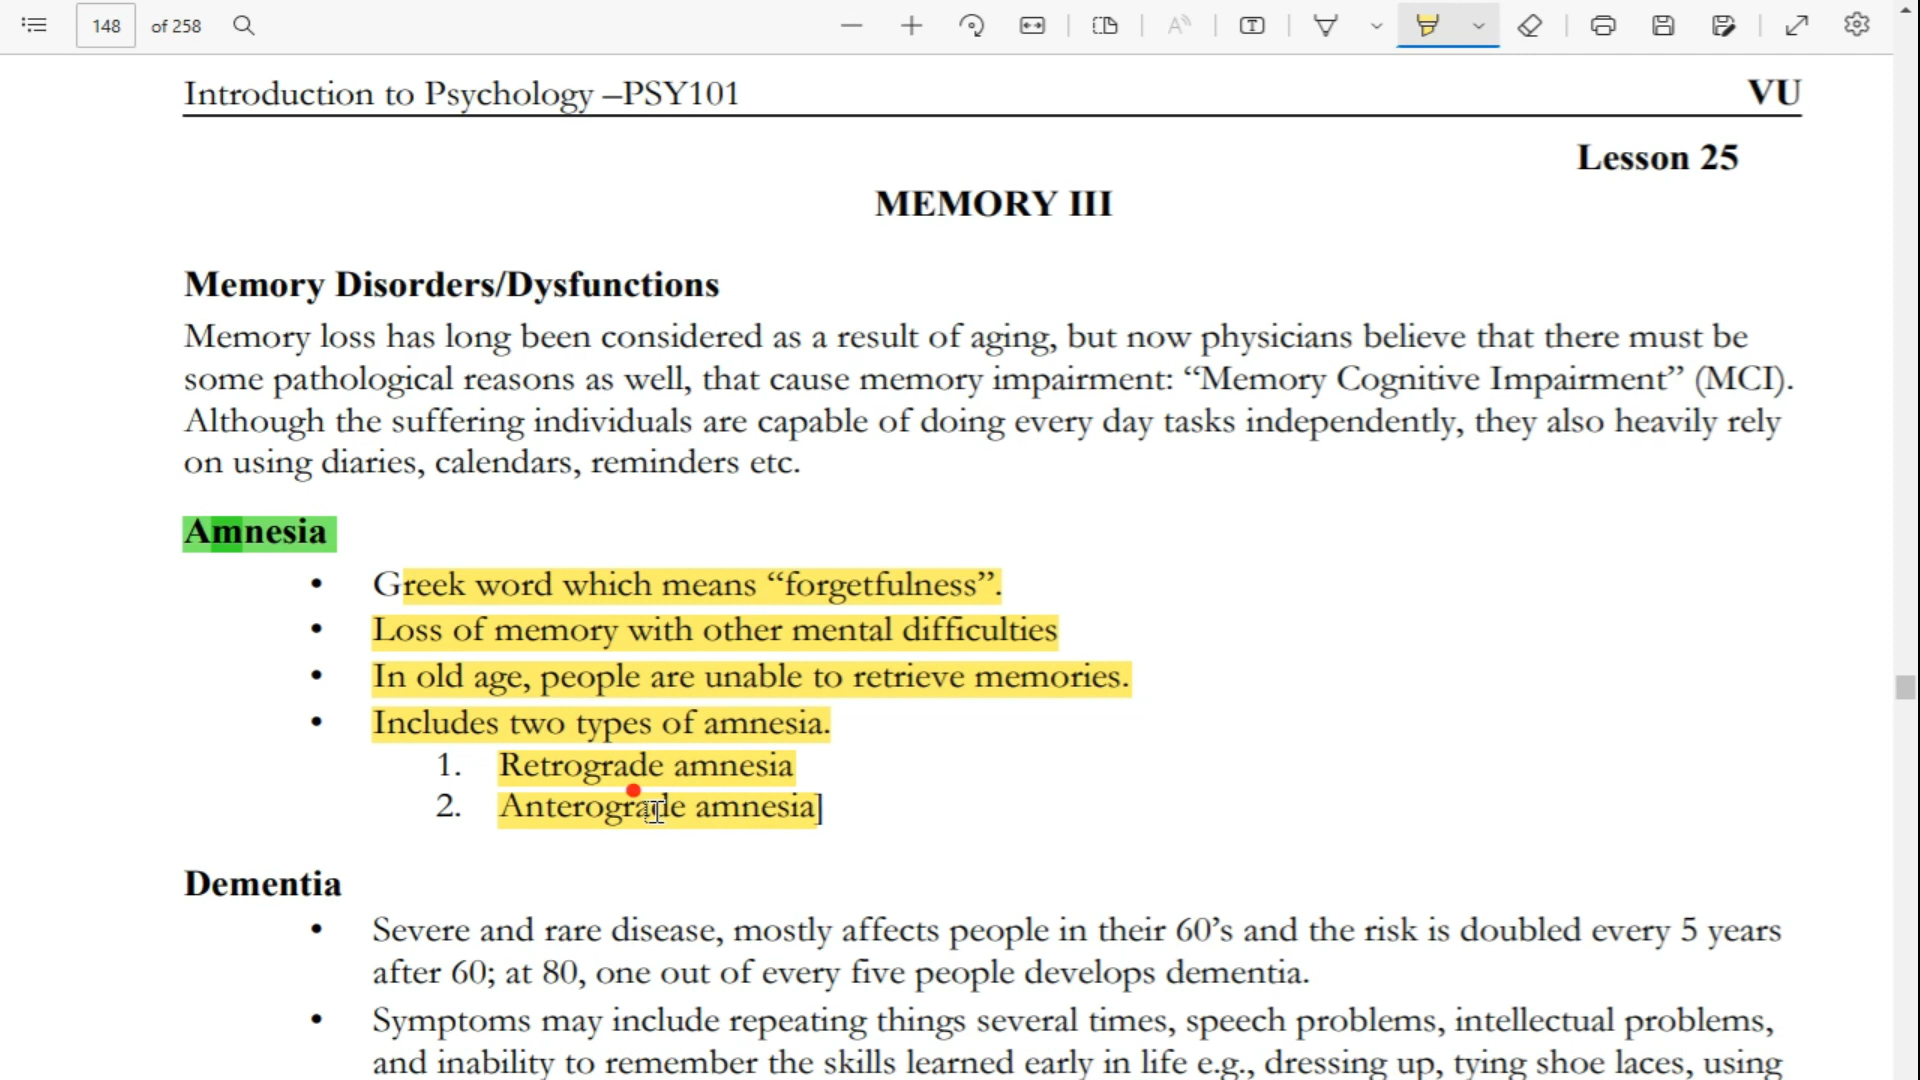 148 of 258
Introduction to Psychology –PSY101 VU
Lesson 25
MEMORY III
Memory Disorders/Dysfunctions
Memory loss has long been considered as a result of aging, but now physicians believe that there must be
some pathological reasons as well, that cause memory impairment: “Memory Cognitive Impairment” (MCI).
Although the suffering individuals are capable of doing every day tasks independently, they also heavily rely
on using diaries, calendars, reminders etc.
Amnesia
• Greek word which means “forgetfulness”.
• Loss of memory with other mental difficulties
• In old age, people are unable to retrieve memories.
• Includes two types of amnesia.
1. Retrograde amnesia
2. Anterograde amnesia]
Dementia
• Severe and rare disease, mostly affects people in their 60’s and the risk is doubled every 5 years
after 60; at 80, one out of every five people develops dementia.
• Symptoms may include repeating things several times, speech problems, intellectual problems,
and inability to remember the skills learned early in life e.g., dressing up, tying shoe laces, using